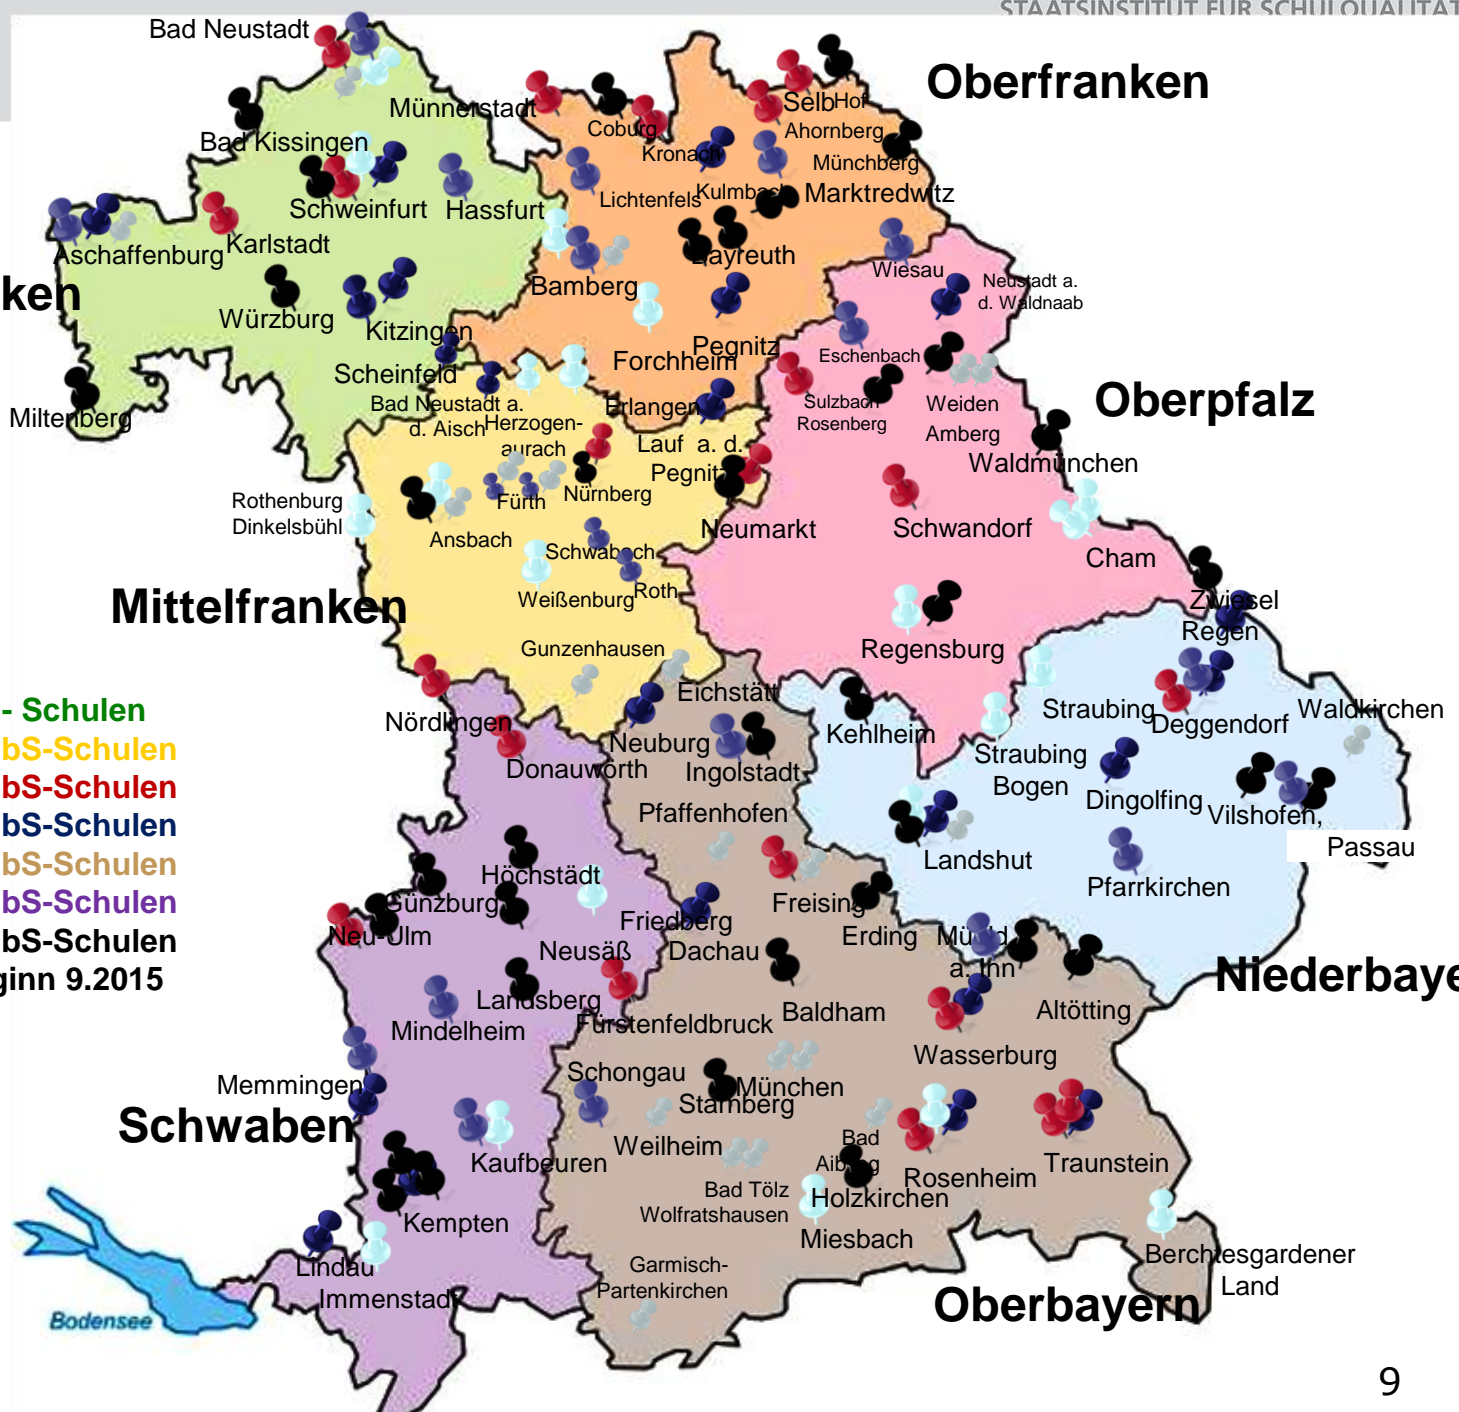 STAATSINSTITUT FÜR SCHULQUALITÄT
Bad Neustadt
Oberfranken
Münnerstadt
Selb
Hof
Coburg
Ahornberg
Bad Kissingen
Kronach
Münchberg
Lichtenfels
Kulmbach
Marktredwitz
Schweinfurt
Hassfurt
Karlstadt
Aschaffenburg
Bayreuth
Wiesau
Neustadt a.
d. Waldnaab
ken
Bamberg
Würzburg
Kitzingen
Pegnitz
Forchheim
Eschenbach
Scheinfeld
Oberpfalz
Miltenberg
Bad Neustadt a.
d. Aisch
Erlangen
Sulzbach
Rosenberg
Weiden
Amberg
Herzogen-
aurach
Lauf a. d.
Pegnitz
Waldmünchen
Rothenburg
Dinkelsbühl
Fürth
Nürnberg
Neumarkt
Schwandorf
Ansbach
Schwabach
Cham
Mittelfranken
Weißenburg
Roth
Zwiesel
Regen
Gunzenhausen
Regensburg
Eichstätt
- Schulen
bS-Schulen
bS-Schulen
bS-Schulen
bS-Schulen
bS-Schulen
bS-Schulen
ginn 9.2015
Nördlingen
Neuburg
Kehlheim
Straubing
Deggendorf
Waldkirchen
Donauwörth
Ingolstadt
Straubing
Bogen
Dingolfing
Vilshofen,
Passau
Pfaffenhofen
Höchstädt
Landshut
Pfarrkirchen
Günzburg
Neu-Ulm
Friedberg
Freising
Neusäß
Dachau
Erding
a. Inn
Niederbaye
Landsberg
Mindelheim
Fürstenfeldbruck
Baldham
Altötting
Wasserburg
Memmingen
Schongau
München
Starnberg
Schwaben
Weilheim
Bad
Aibling
Kaufbeuren
Rosenheim
Traunstein
Bad Tölz
Wolfratshausen
Holzkirchen
Kempten
Miesbach
Lindau
Immenstadt
Garmisch-
Partenkirchen
Berchtesgardener
Land
Oberbayern
Bodensee
9